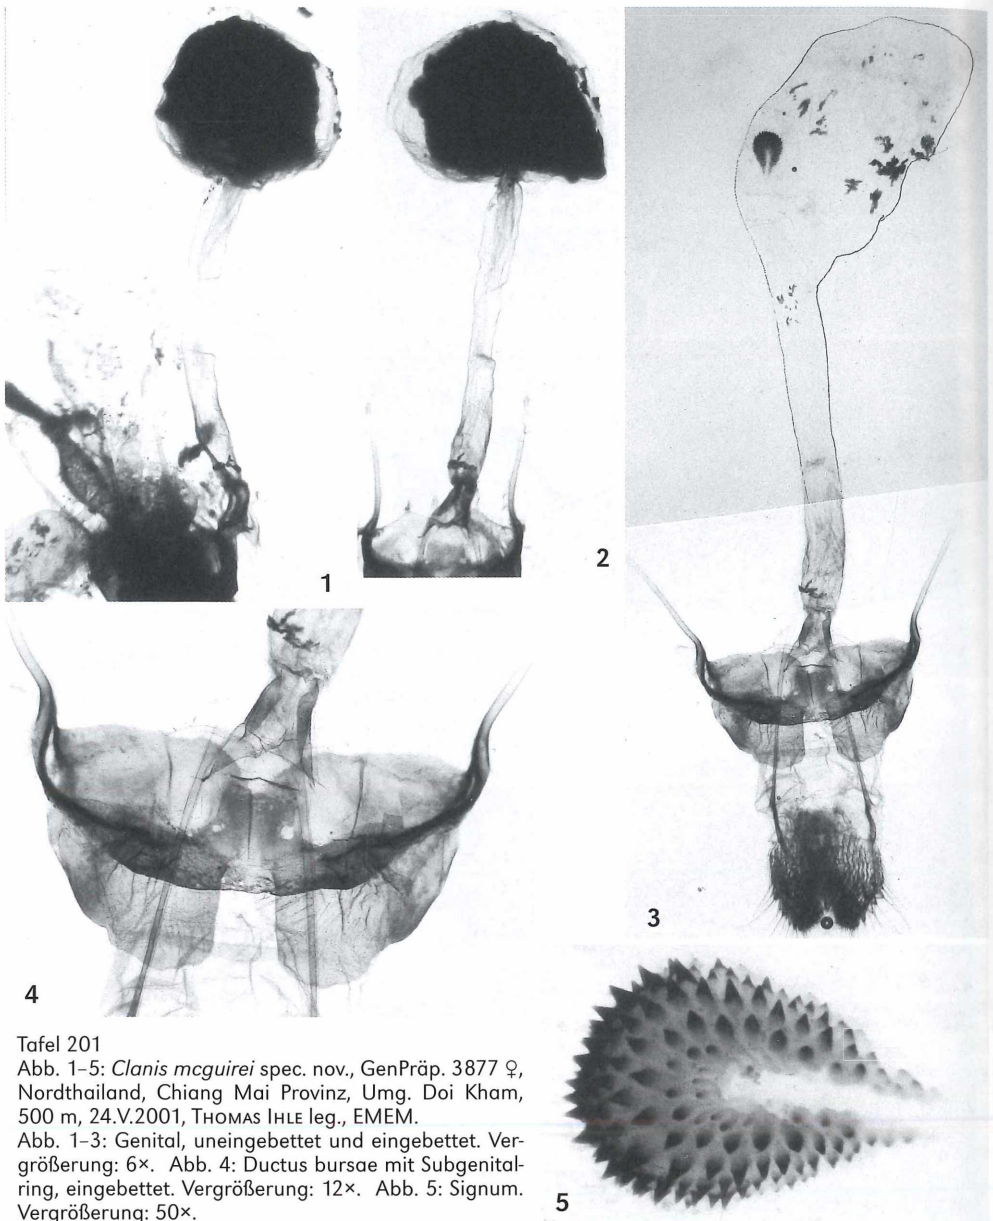 1
2
3
4
5
Tafel 201
Abb. 1–5: Clanis mcguirei spec. nov., GenPräp. 3877 ♀,
Nordthailand, Chiang Mai Provinz, Umg. Doi Kham,
500 m, 24.V.2001, THOMAS IHLE leg., EMEM.
Abb. 1–3: Genital, uneingebettet und eingebettet. Ver-
größerung: 6×. Abb. 4: Ductus bursae mit Subgenital-
ring, eingebettet. Vergrößerung: 12×. Abb. 5: Signum.
Vergrößerung: 50×.